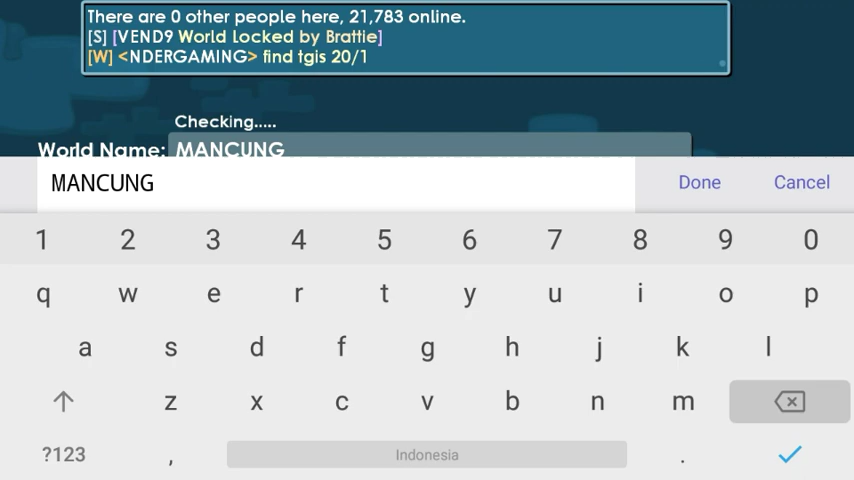 There are 0 other people here, 21,783 online.
[S] [VEND9 World Locked by Brattie]
[W] <NDERGAMING> find tgis 20/1
Checking.....
World Name: MANCUNG
MANCUNG Done Cancel
1 2 3 4 5 6 7 8 9 0
q w e r t y u i o p
a s d f g h j k l
z x c v b n m
?123 , Indonesia .